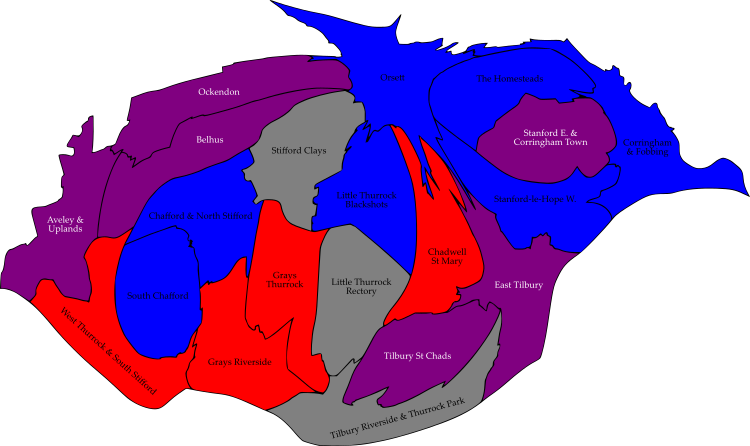 Orsett
The Homesteads
Ockendon
Stanford E. &
Corringham Town
Belhus
Corringham
& Fobbing
Stifford Clays
Little Thurrock
Blackshots
Stanford-le-Hope W.
Aveley &
Uplands
Chafford & North Stifford
Chadwell
St Mary
Grays
Thurrock
Little Thurrock
Rectory
East Tilbury
South Chafford
West Thurrock & South Stifford
Grays Riverside
Tilbury St Chads
Tilbury Riverside & Thurrock Park